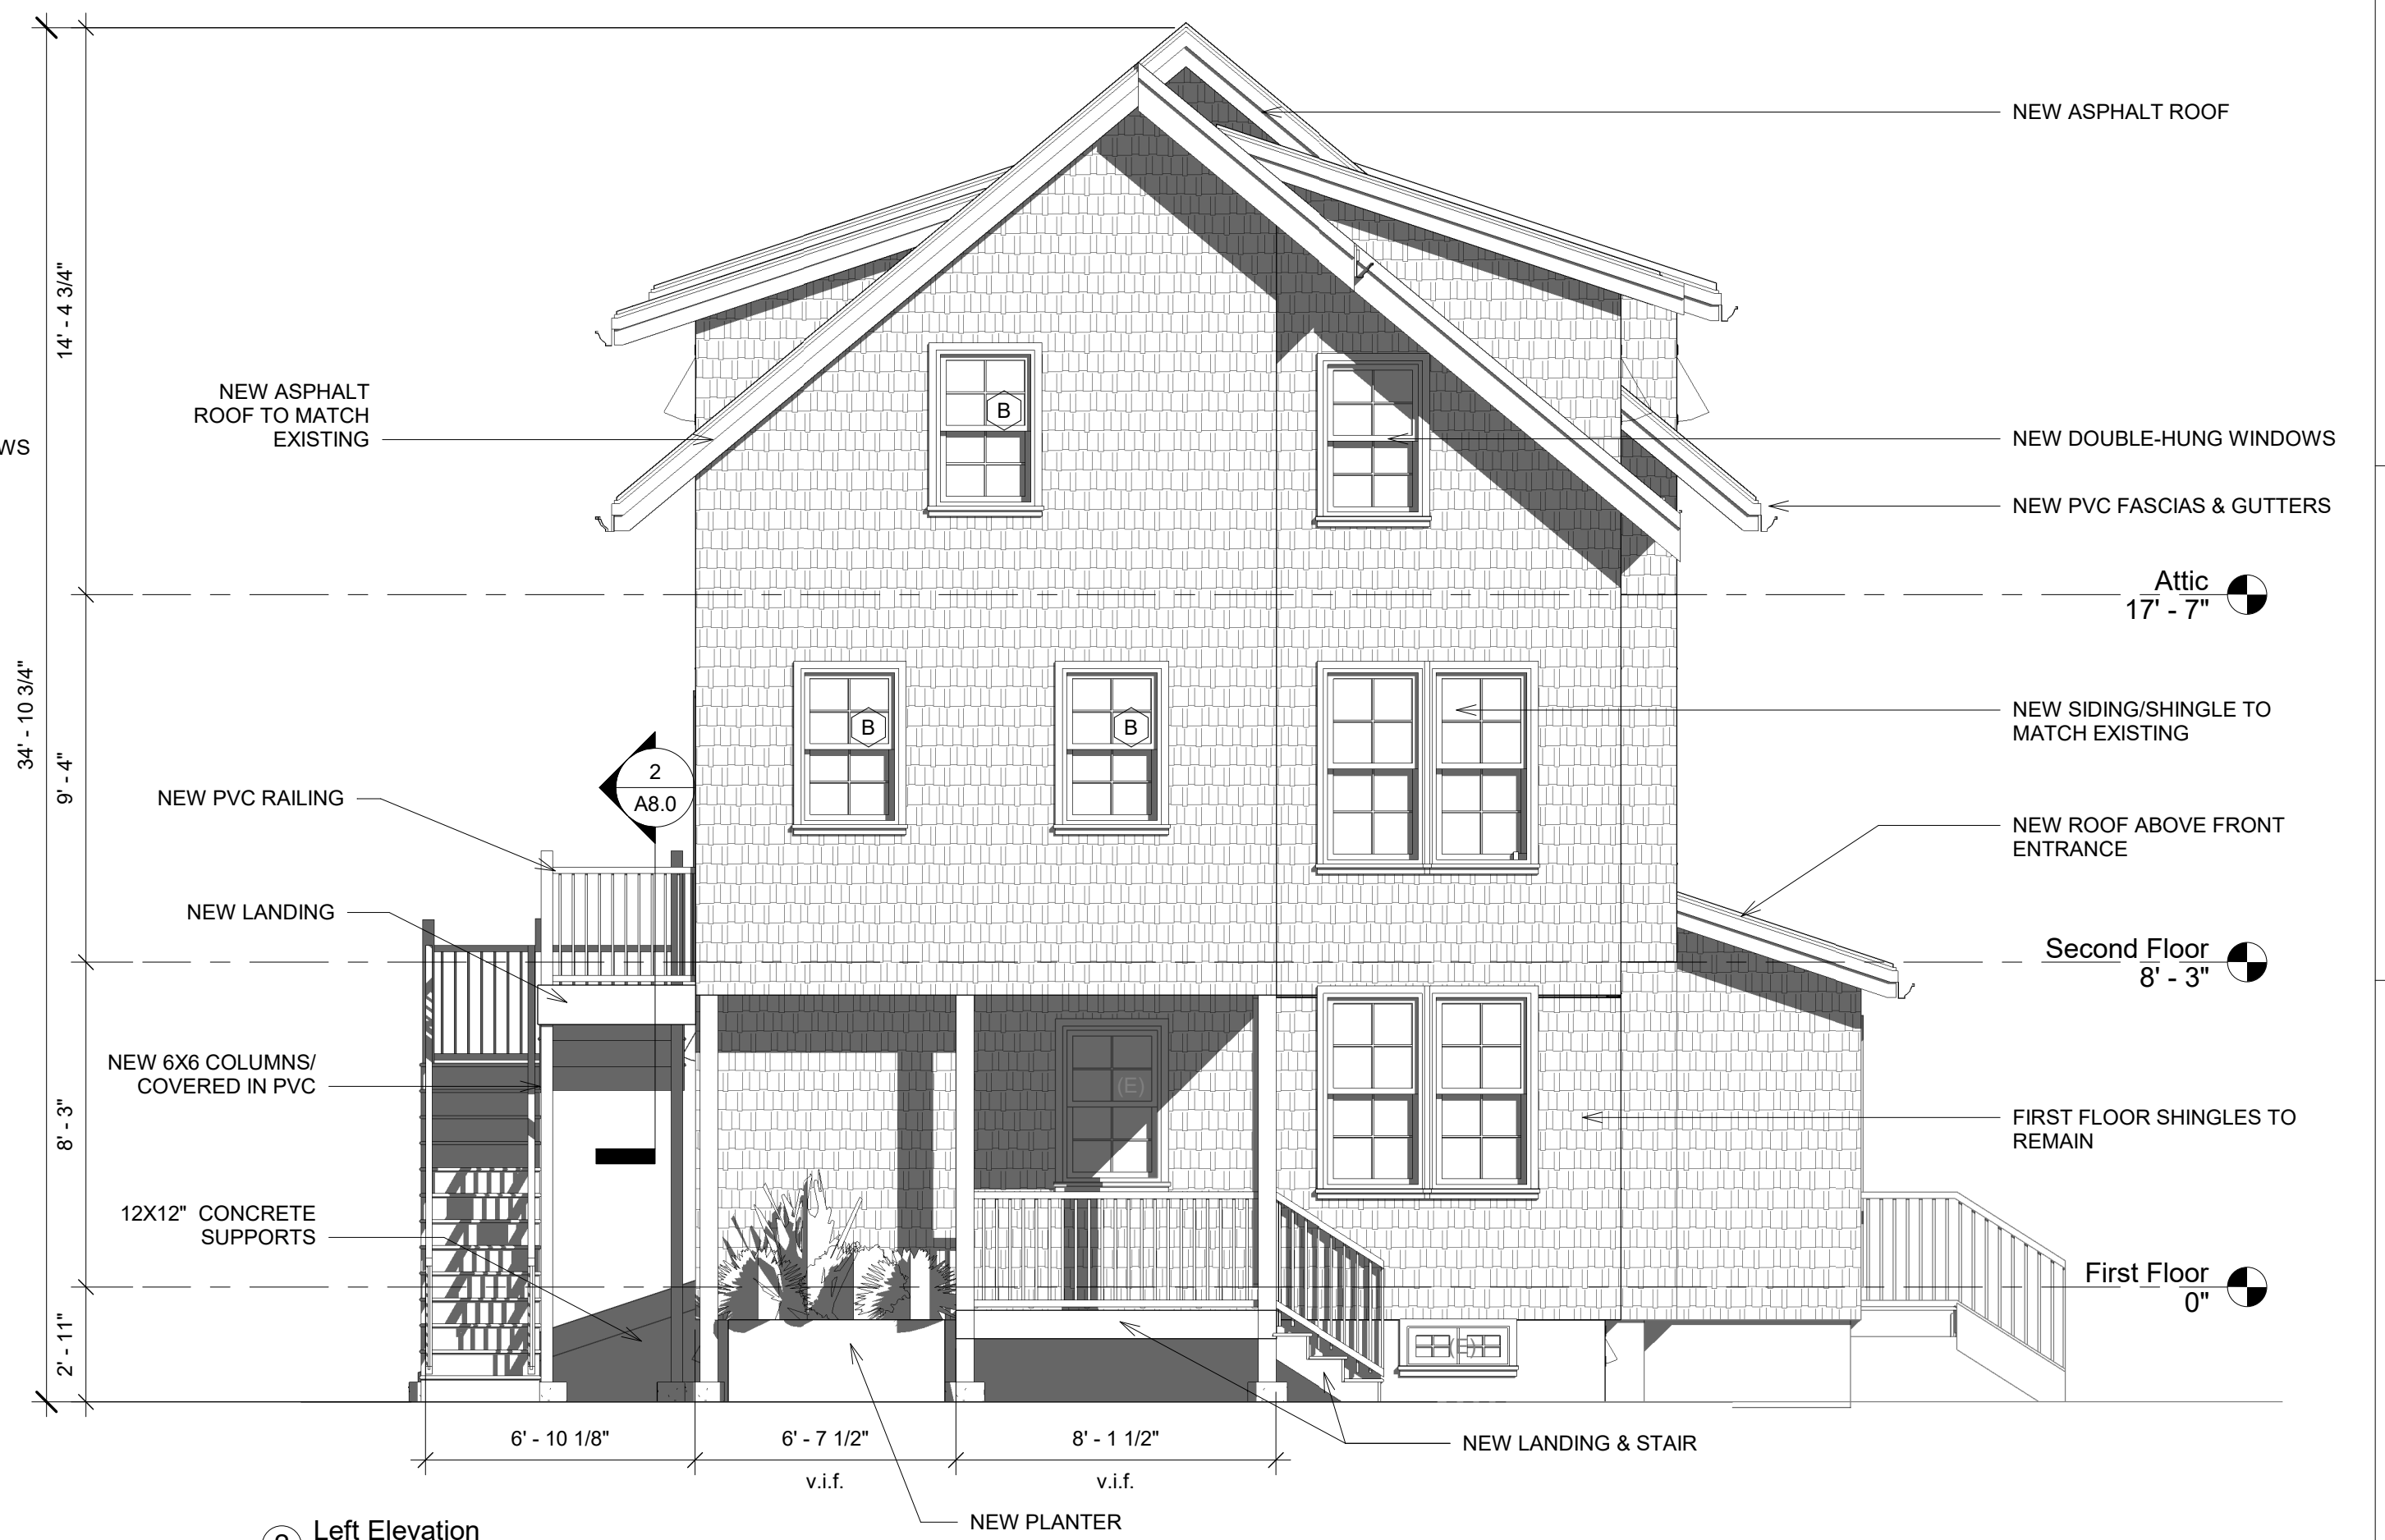 NEW ASPHALT ROOF
14' - 4 3/4"
NEW ASPHALT
ROOF TO MATCH
EXISTING
B
WS
NEW DOUBLE-HUNG WINDOWS
NEW PVC FASCIAS & GUTTERS
Attic
17' - 7"
34' - 10 3/4"
9' - 4"
B
B
NEW SIDING/SHINGLE TO
MATCH EXISTING
2
A8.0
NEW PVC RAILING
NEW ROOF ABOVE FRONT
ENTRANCE
NEW LANDING
Second Floor
8' - 3"
NEW 6X6 COLUMNS/
COVERED IN PVC
(E)
8' - 3"
FIRST FLOOR SHINGLES TO
REMAIN
12X12" CONCRETE
SUPPORTS
First Floor
0"
2' - 11"
(E)
6' - 10 1/8"
6' - 7 1/2"
8' - 1 1/2"
NEW LANDING & STAIR
v.i.f.
v.i.f.
NEW PLANTER
Left Elevation